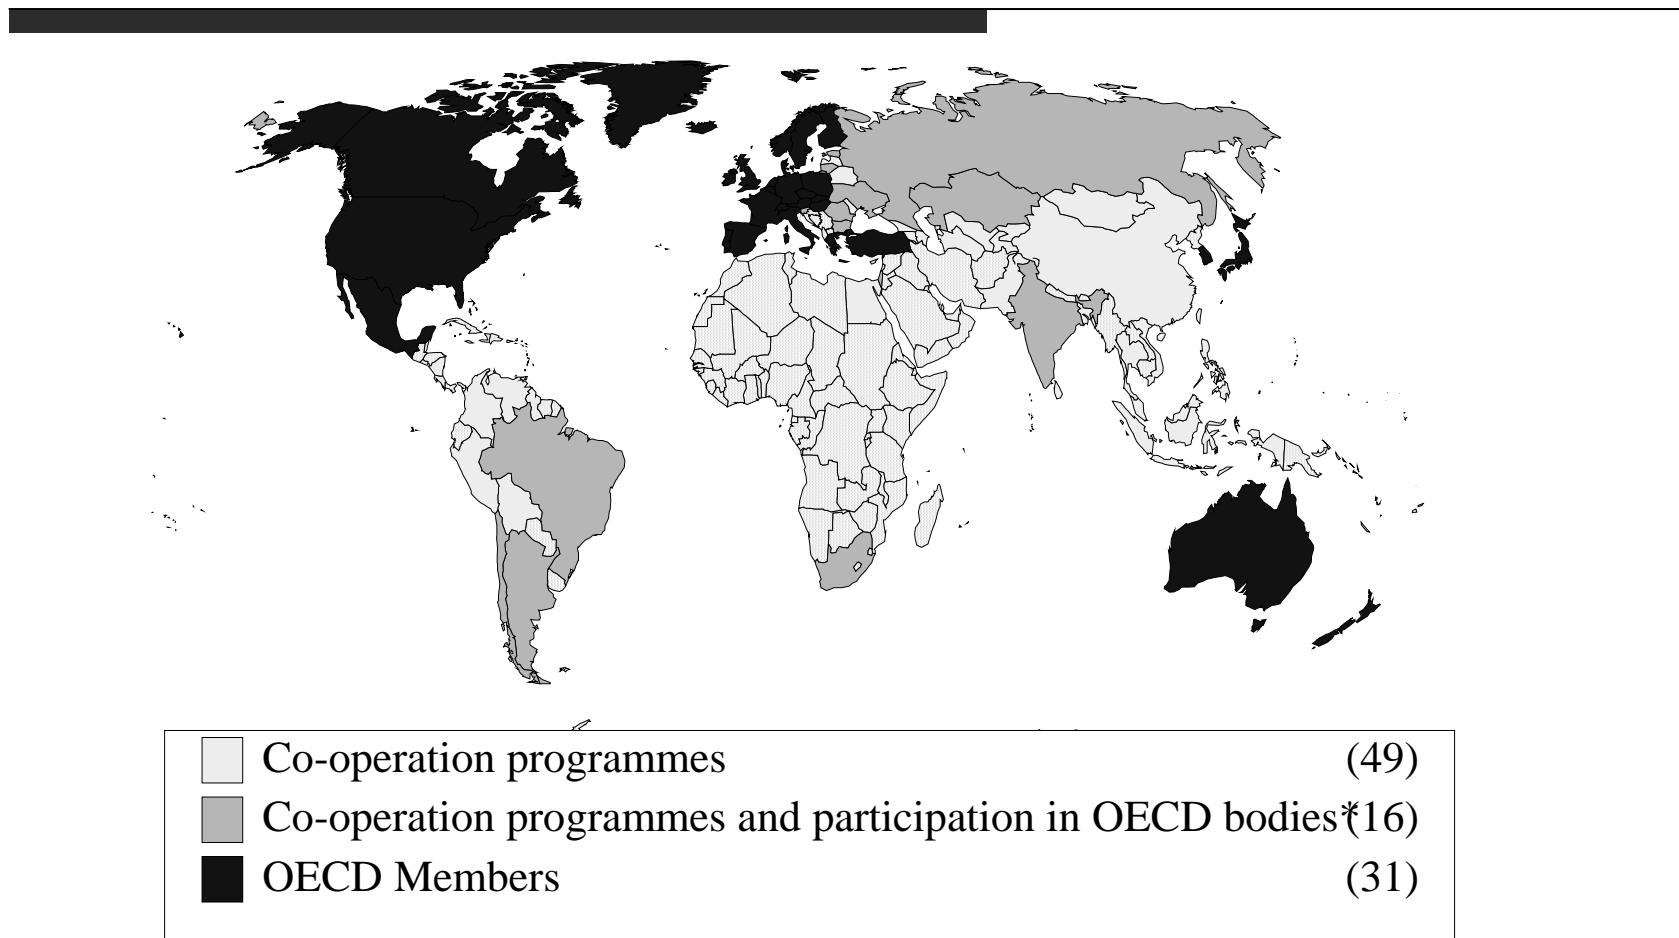 Co-operation programmes (49)
Co-operation programmes and participation in OECD bodies* (16)
OECD Members (31)